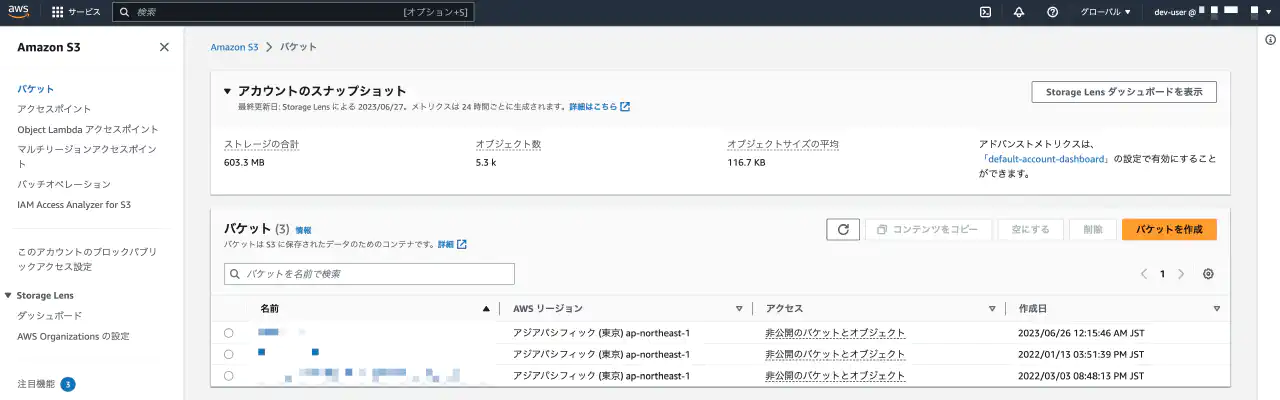 aws
サービス
検索
[オプション+S]
グローバル ▼
dev-user @
Amazon S3
バケット
アクセスポイント
Object Lambda アクセスポイント
マルチリージョンアクセスポイン
ト
バッチオペレーション
IAM Access Analyzer for S3
このアカウントのブロックパブリ
ックアクセス設定
▼ Storage Lens
ダッシュボード
AWS Organizations の設定
注目機能 3
Amazon S3 > バケット
▼ アカウントのスナップショット
最終更新日: Storage Lens による 2023/06/27。メトリクスは 24 時間ごとに生成されます。詳細はこちら
Storage Lens ダッシュボードを表示
ストレージの合計
603.3 MB
オブジェクト数
5.3 k
オブジェクトサイズの平均
116.7 KB
アドバンストメトリクスは、
「default-account-dashboard」の設定で有効にすること
ができます。
バケット (3) 情報
バケットは S3 に保存されたデータのためのコンテナです。詳細
コンテンツをコピー
空にする
削除
バケットを作成
バケットを名前で検索
1
名前 AWS リージョン アクセス 作成日
アジアパシフィック (東京) ap-northeast-1 非公開のバケットとオブジェクト 2023/06/26 12:15:46 AM JST
アジアパシフィック (東京) ap-northeast-1 非公開のバケットとオブジェクト 2022/01/13 03:51:39 PM JST
アジアパシフィック (東京) ap-northeast-1 非公開のバケットとオブジェクト 2022/03/03 08:48:13 PM JST